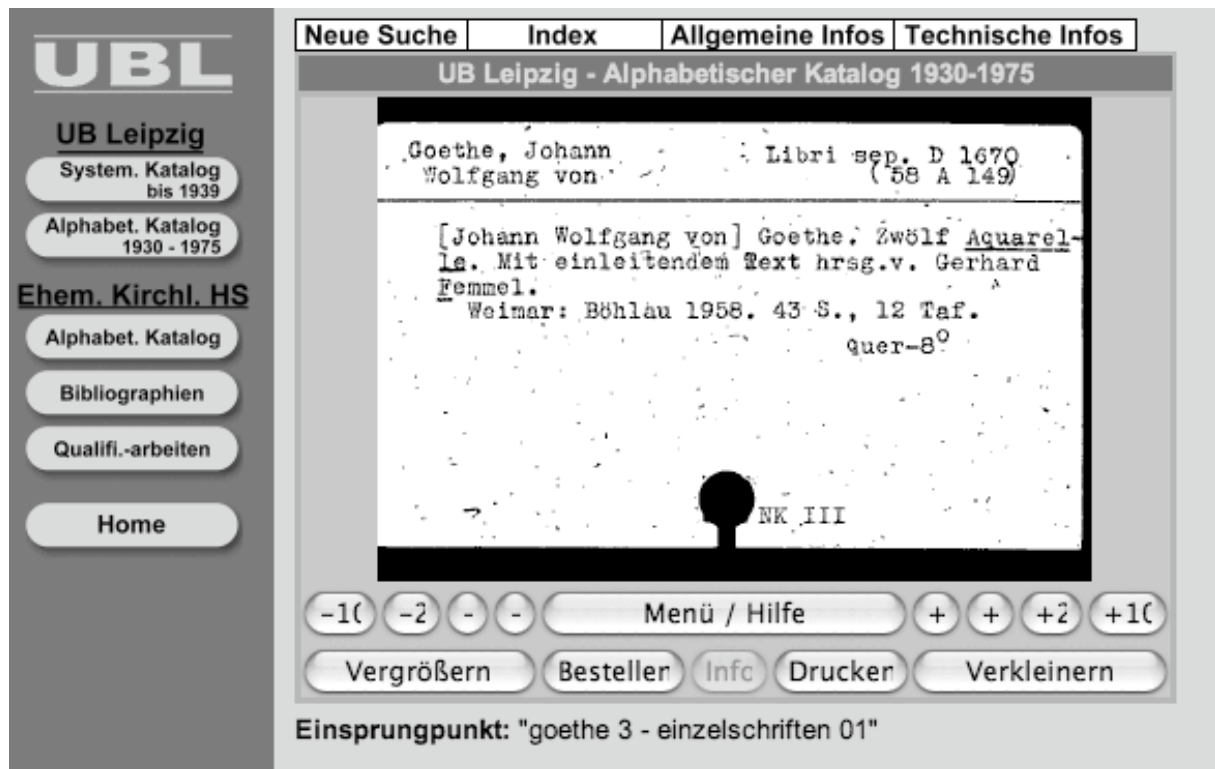 UBL
UB Leipzig
System. Katalog
bis 1939
Alphabet. Katalog
1930 - 1975
Ehem. Kirchl. HS
Alphabet. Katalog
Bibliographien
Qualifi.-arbeiten
Home
Neue Suche Index Allgemeine Infos Technische Infos
UB Leipzig - Alphabetischer Katalog 1930-1975
Goethe, Johann Libri sep. D 1670
Wolfgang von (58 A 149)
[Johann Wolfgang von] Goethe. Zwölf Aquarel-
le. Mit einleitendem Text hrsg.v. Gerhard
Femmel.
Weimar: Böhlau 1958. 43 S., 12 Taf.
quer-8°
NK III
-10 -2 - - Menü / Hilfe + + +2 +10
Vergrößern Bestellen Info Drucken Verkleinern
Einsprungpunkt: "goethe 3 - einzelschriften 01"